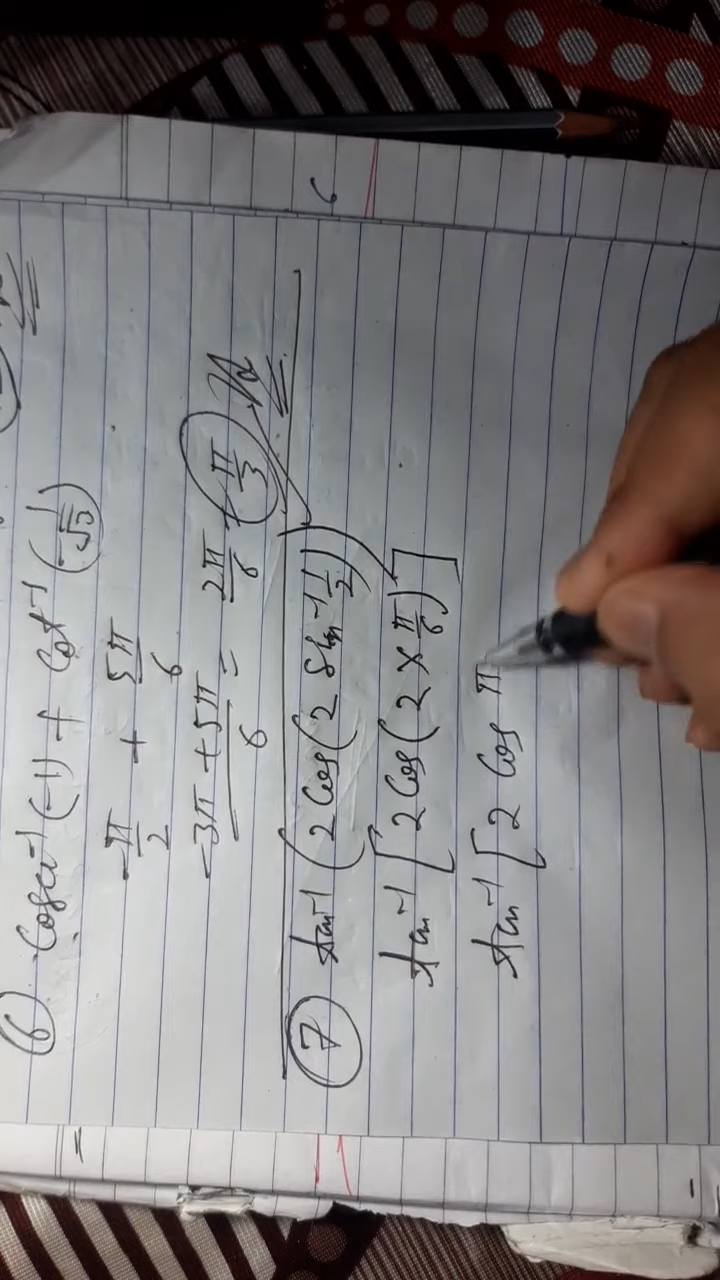 ⑥ Cosec⁻¹(-1) + Cot⁻¹(-1/√3)
-π/2 + 5π/6
(-3π + 5π)/6 = 2π/6 = π/3
⑦ tan⁻¹(2 Cos(2 Sin⁻¹ 1/2))
tan⁻¹[2 Cos(2 × π/6)]
tan⁻¹[2 Cos π